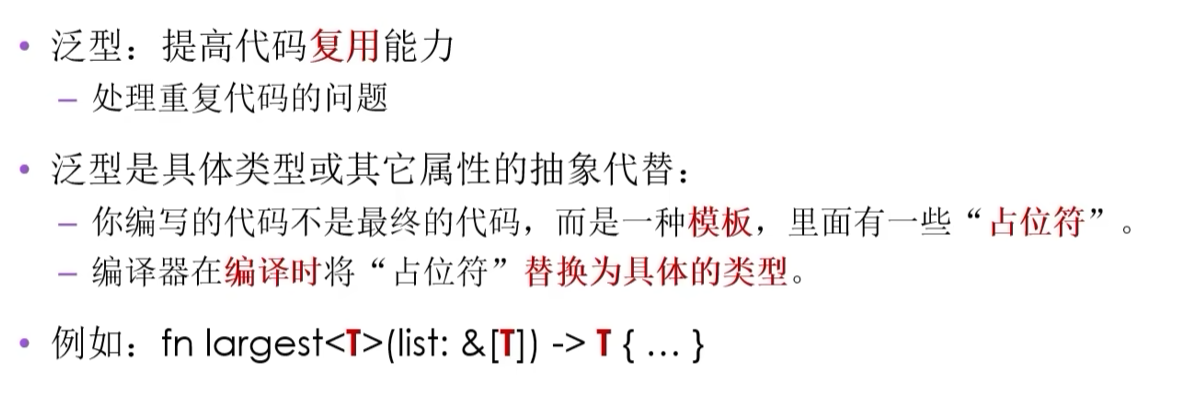 • 泛型：提高代码复用能力
– 处理重复代码的问题
• 泛型是具体类型或其它属性的抽象代替：
– 你编写的代码不是最终的代码，而是一种模板，里面有一些“占位符”。
– 编译器在编译时将“占位符”替换为具体的类型。
• 例如：fn largest<T>(list: &[T]) -> T { ... }